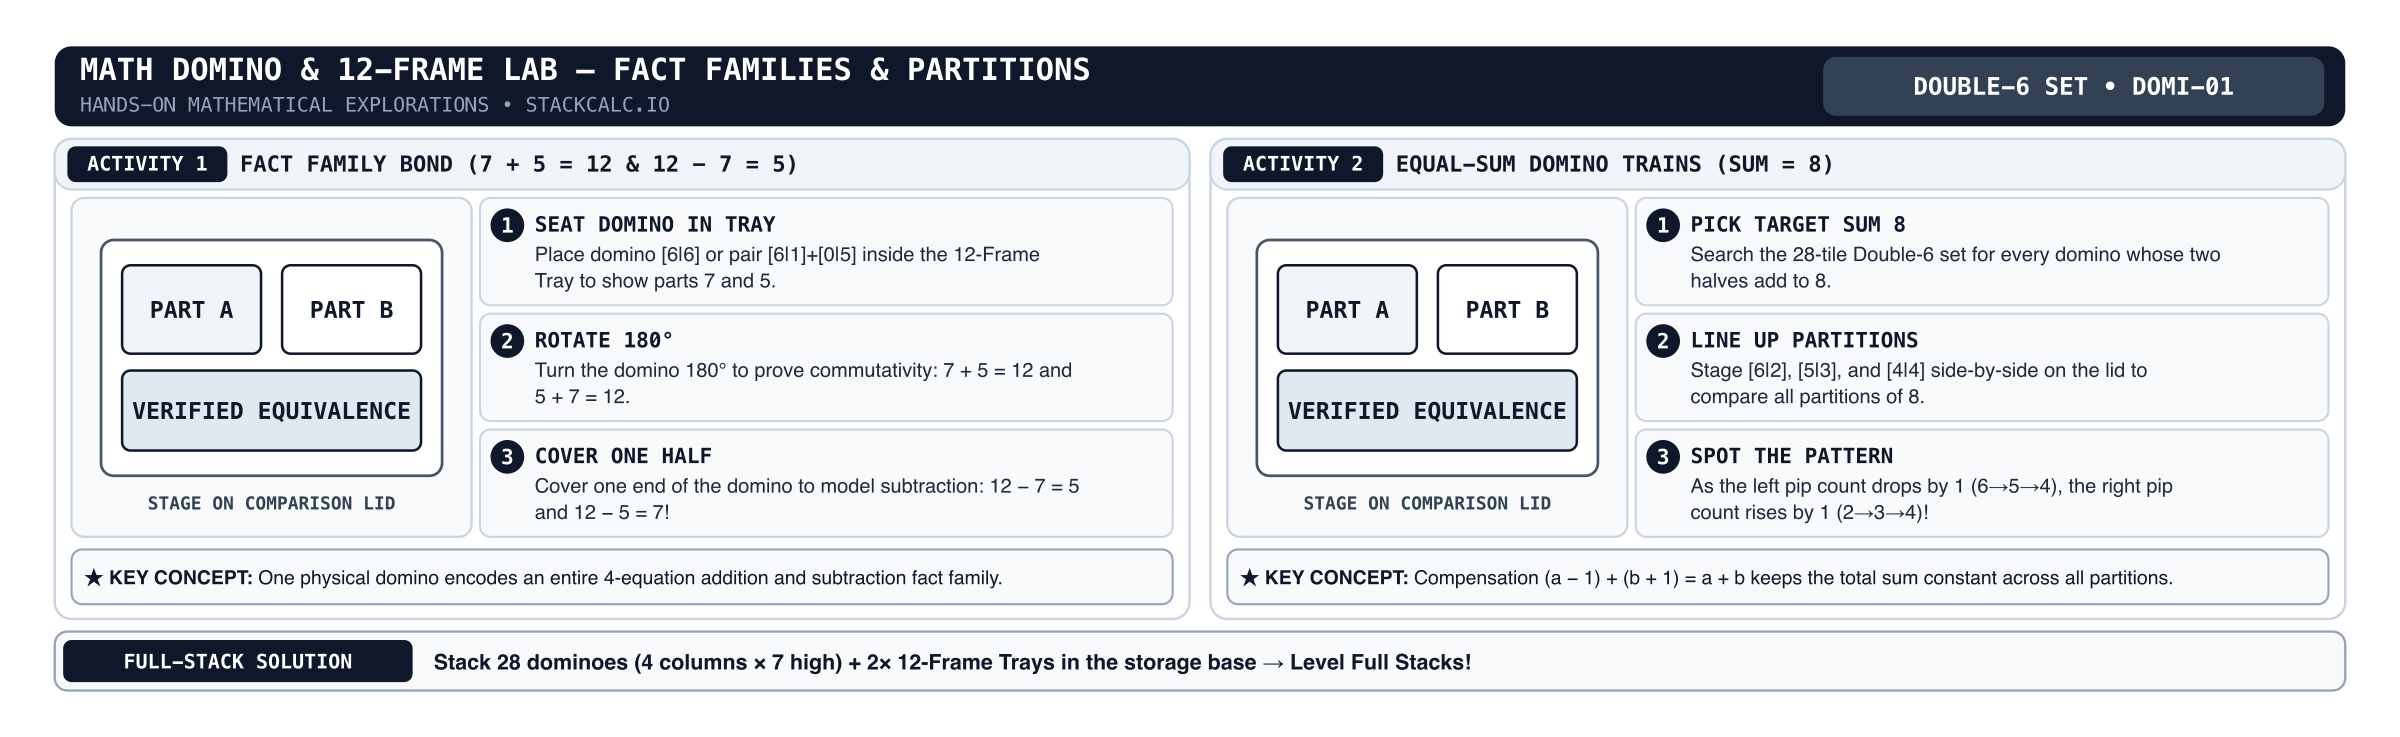 MATH DOMINO & 12–FRAME LAB — FACT FAMILIES & PARTITIONS
HANDS–ON MATHEMATICAL EXPLORATIONS • STACKCALC.IO
DOUBLE–6 SET • DOMI–01
ACTIVITY 1
FACT FAMILY BOND (7 + 5 = 12 & 12 − 7 = 5)
PART A
PART B
VERIFIED EQUIVALENCE
STAGE ON COMPARISON LID
1 SEAT DOMINO IN TRAY
Place domino [6|6] or pair [6|1]+[0|5] inside the 12-Frame
Tray to show parts 7 and 5.
2 ROTATE 180°
Turn the domino 180° to prove commutativity: 7 + 5 = 12 and
5 + 7 = 12.
3 COVER ONE HALF
Cover one end of the domino to model subtraction: 12 − 7 = 5
and 12 − 5 = 7!
★ KEY CONCEPT: One physical domino encodes an entire 4-equation addition and subtraction fact family.
ACTIVITY 2
EQUAL–SUM DOMINO TRAINS (SUM = 8)
PART A
PART B
VERIFIED EQUIVALENCE
STAGE ON COMPARISON LID
1 PICK TARGET SUM 8
Search the 28-tile Double-6 set for every domino whose two
halves add to 8.
2 LINE UP PARTITIONS
Stage [6|2], [5|3], and [4|4] side-by-side on the lid to
compare all partitions of 8.
3 SPOT THE PATTERN
As the left pip count drops by 1 (6→5→4), the right pip
count rises by 1 (2→3→4)!
★ KEY CONCEPT: Compensation (a − 1) + (b + 1) = a + b keeps the total sum constant across all partitions.
FULL–STACK SOLUTION
Stack 28 dominoes (4 columns × 7 high) + 2× 12-Frame Trays in the storage base → Level Full Stacks!